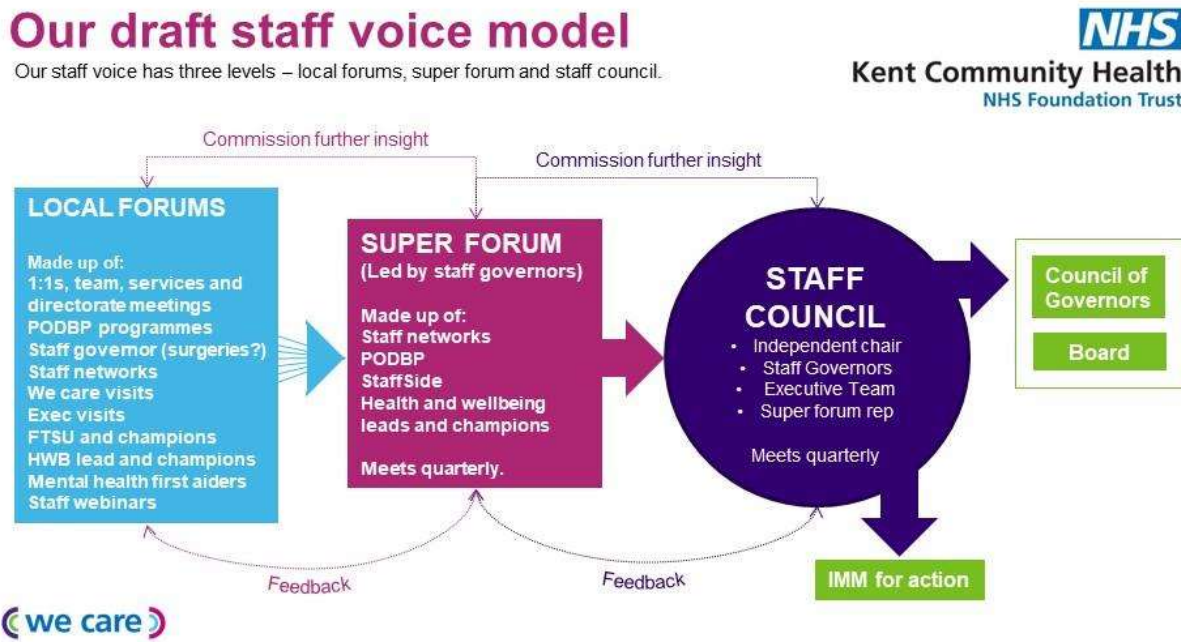 Our draft staff voice model
Our staff voice has three levels – local forums, super forum and staff council.
NHS
Kent Community Health
NHS Foundation Trust
Commission further insight
Commission further insight
LOCAL FORUMS
Made up of:
1:1s, team, services and
directorate meetings
PODBP programmes
Staff governor (surgeries?)
Staff networks
We care visits
Exec visits
FTSU and champions
HWB lead and champions
Mental health first aiders
Staff webinars
SUPER FORUM
(Led by staff governors)
Made up of:
Staff networks
PODBP
StaffSide
Health and wellbeing
leads and champions
Meets quarterly.
STAFF
COUNCIL
• Independent chair
• Staff Governors
• Executive Team
• Super forum rep
Meets quarterly
Council of
Governors
Board
IMM for action
Feedback
Feedback
we care